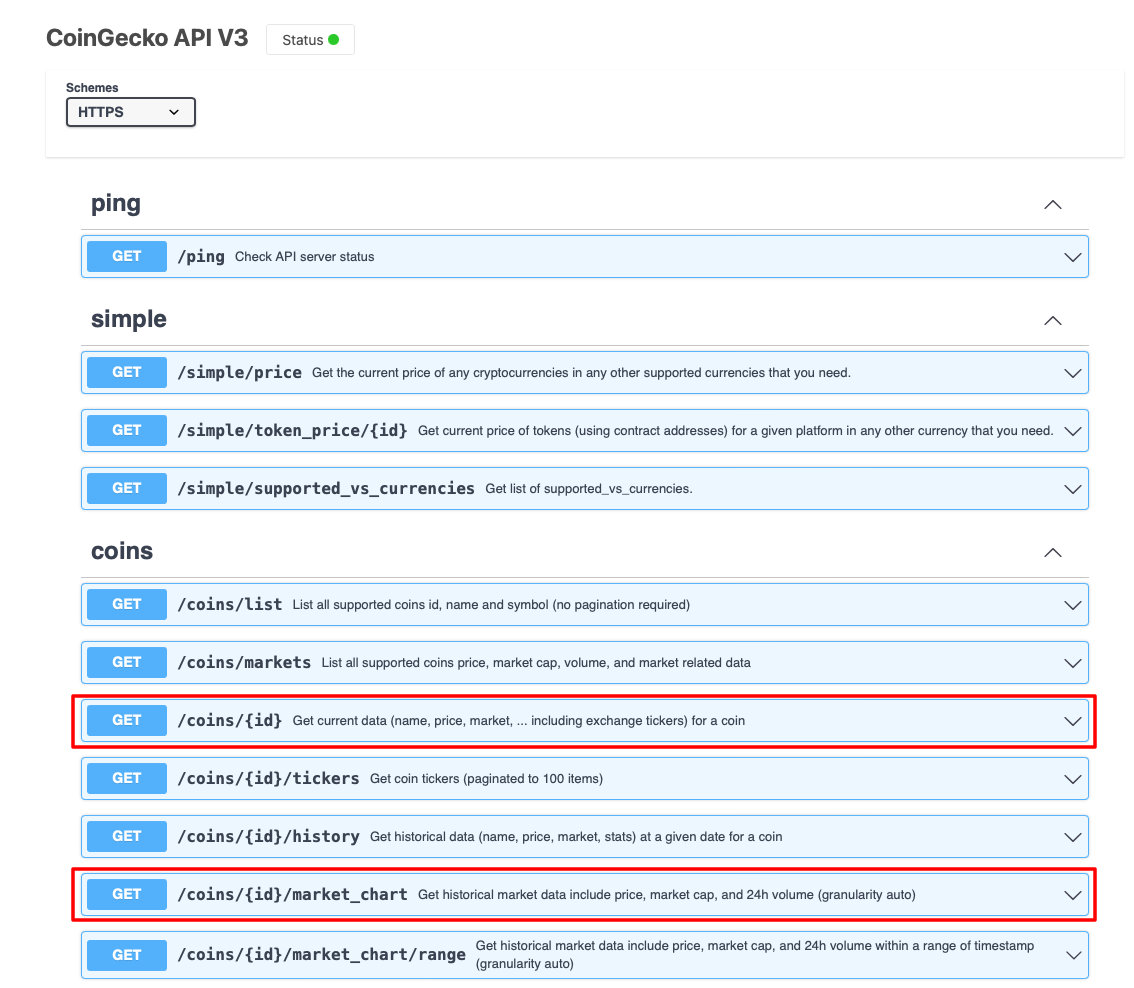 CoinGecko API V3
Status
Schemes
HTTPS
ping
GET /ping Check API server status
simple
GET /simple/price Get the current price of any cryptocurrencies in any other supported currencies that you need.
GET /simple/token_price/{id} Get current price of tokens (using contract addresses) for a given platform in any other currency that you need.
GET /simple/supported_vs_currencies Get list of supported_vs_currencies.
coins
GET /coins/list List all supported coins id, name and symbol (no pagination required)
GET /coins/markets List all supported coins price, market cap, volume, and market related data
GET /coins/{id} Get current data (name, price, market, ... including exchange tickers) for a coin
GET /coins/{id}/tickers Get coin tickers (paginated to 100 items)
GET /coins/{id}/history Get historical data (name, price, market, stats) at a given date for a coin
GET /coins/{id}/market_chart Get historical market data include price, market cap, and 24h volume (granularity auto)
GET /coins/{id}/market_chart/range Get historical market data include price, market cap, and 24h volume within a range of timestamp
(granularity auto)